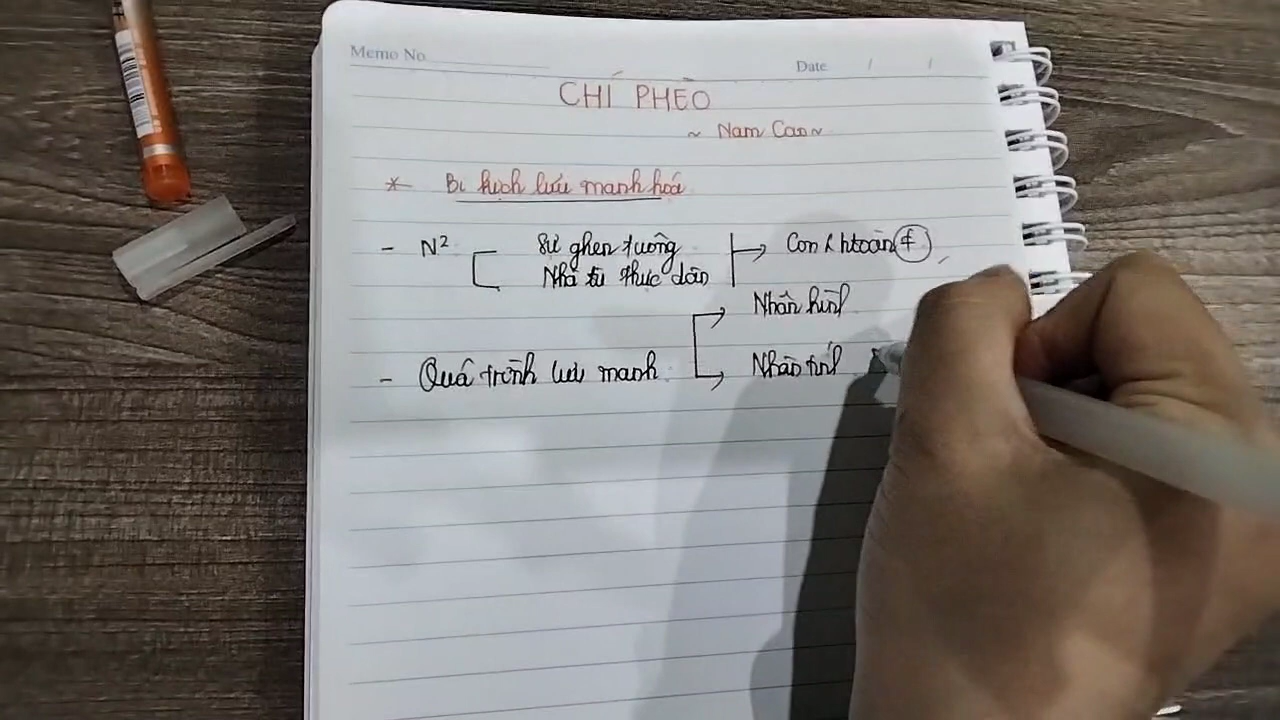 Memo No.
Date / /
CHÍ PHÈO
~ Nam Cao ~
* Bi kịch lưu manh hoá
- N² Sự ghen tuông Con
Nhà tù thực dân
Nhân hình
- Quá trình lưu manh Nhân tính